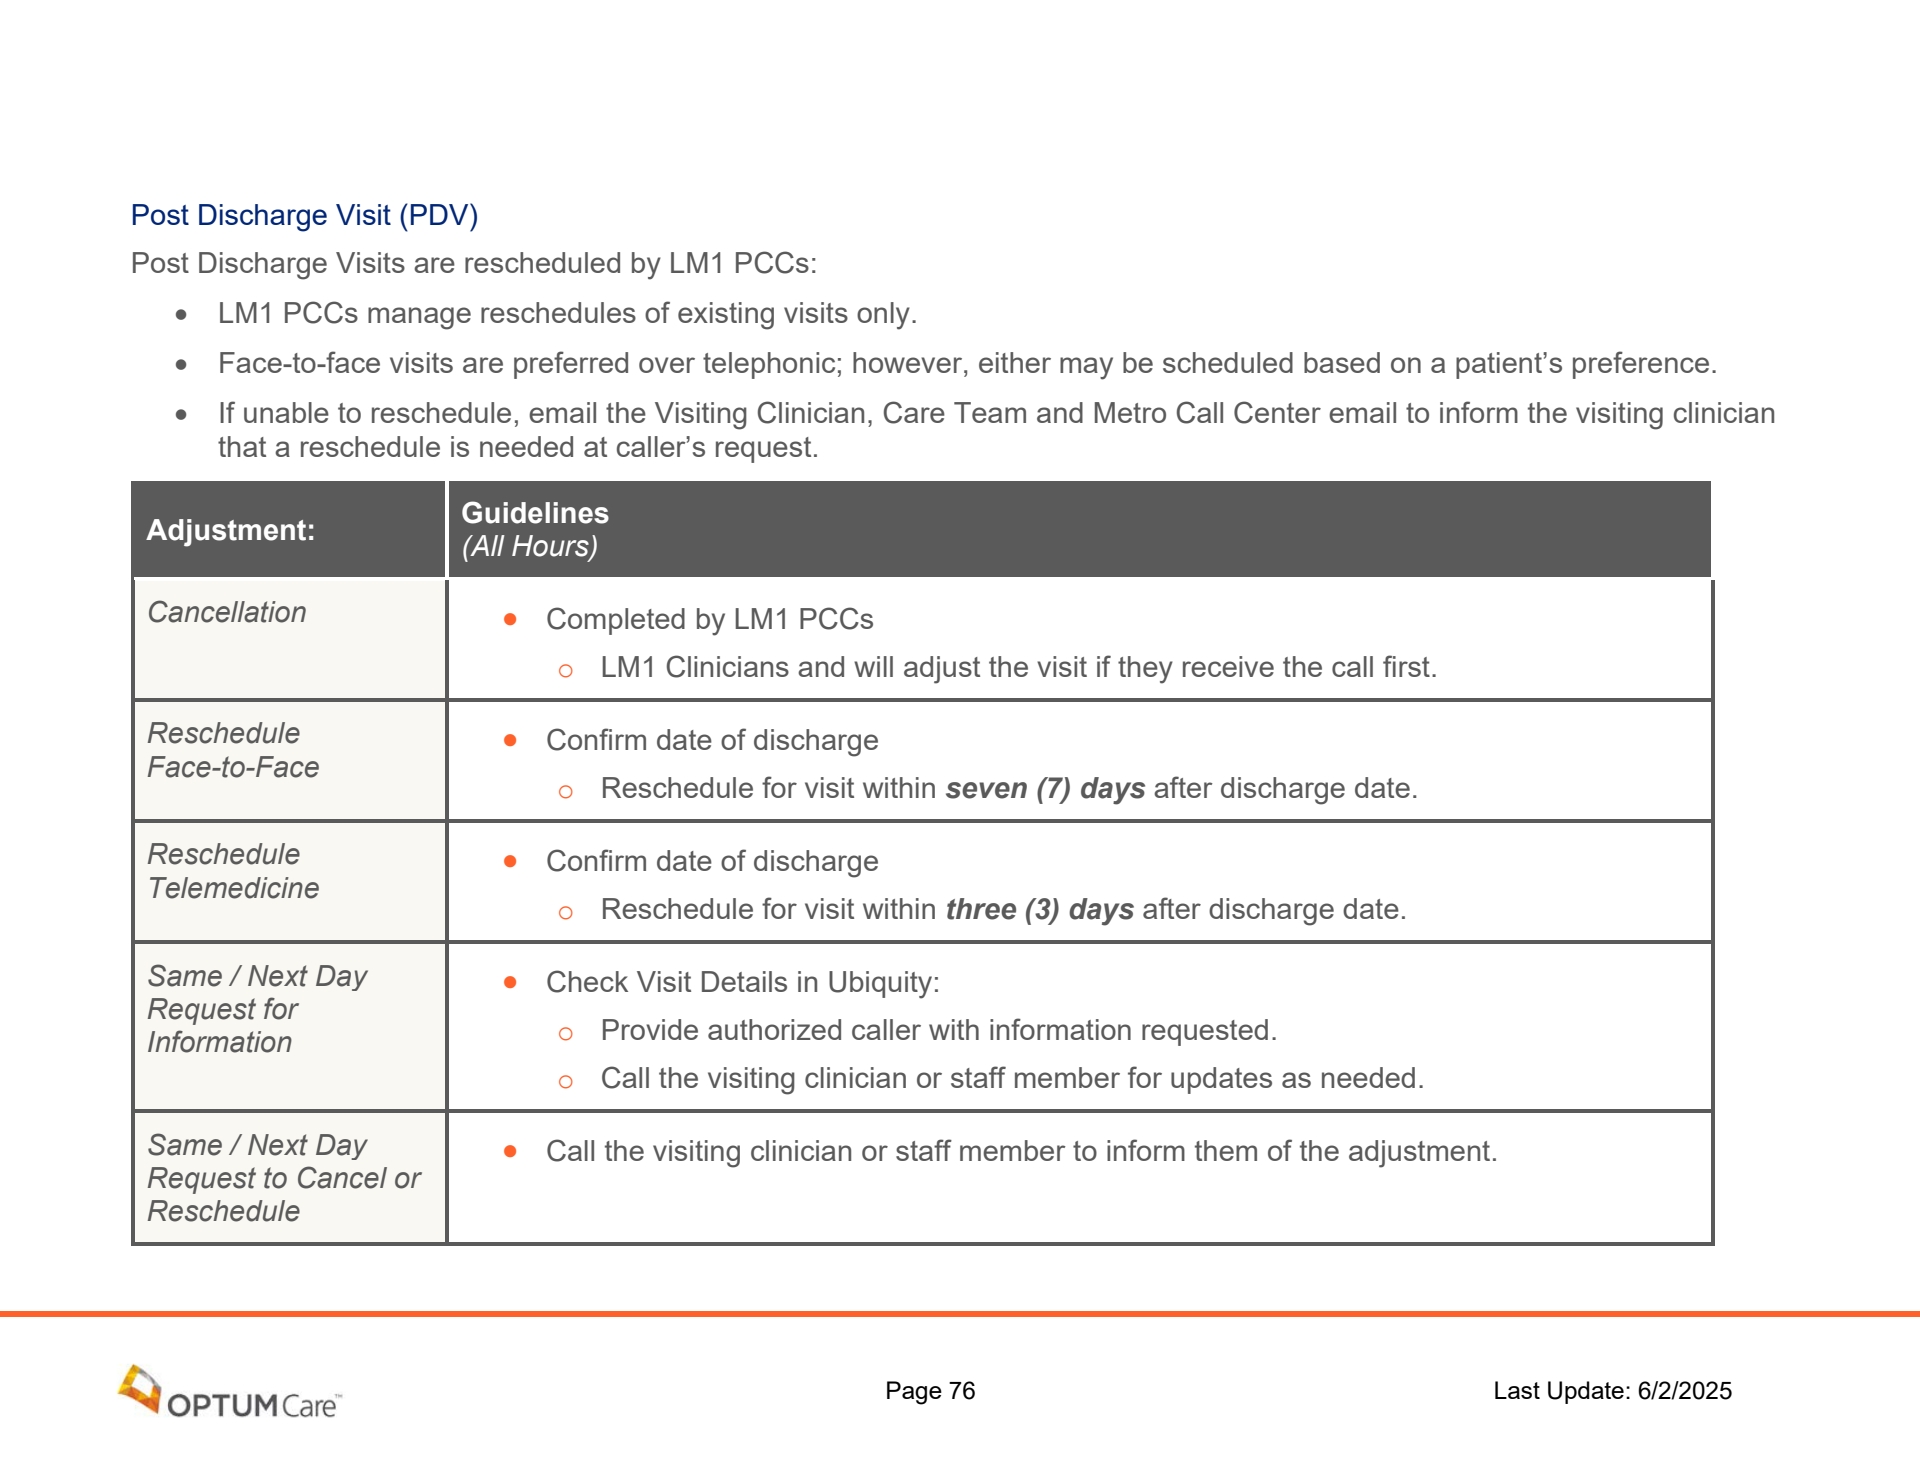 Post Discharge Visit (PDV)
Post Discharge Visits are rescheduled by LM1 PCCs:
• LM1 PCCs manage reschedules of existing visits only.
• Face-to-face visits are preferred over telephonic; however, either may be scheduled based on a patient’s preference.
• If unable to reschedule, email the Visiting Clinician, Care Team and Metro Call Center email to inform the visiting clinician
that a reschedule is needed at caller’s request.
Adjustment:
Guidelines
(All Hours)
Cancellation
• Completed by LM1 PCCs
o LM1 Clinicians and will adjust the visit if they receive the call first.
Reschedule
Face-to-Face
• Confirm date of discharge
o Reschedule for visit within seven (7) days after discharge date.
Reschedule
Telemedicine
• Confirm date of discharge
o Reschedule for visit within three (3) days after discharge date.
Same / Next Day
Request for
Information
• Check Visit Details in Ubiquity:
o Provide authorized caller with information requested.
o Call the visiting clinician or staff member for updates as needed.
Same / Next Day
Request to Cancel or
Reschedule
• Call the visiting clinician or staff member to inform them of the adjustment.
OPTUM Care™
Page 76
Last Update: 6/2/2025